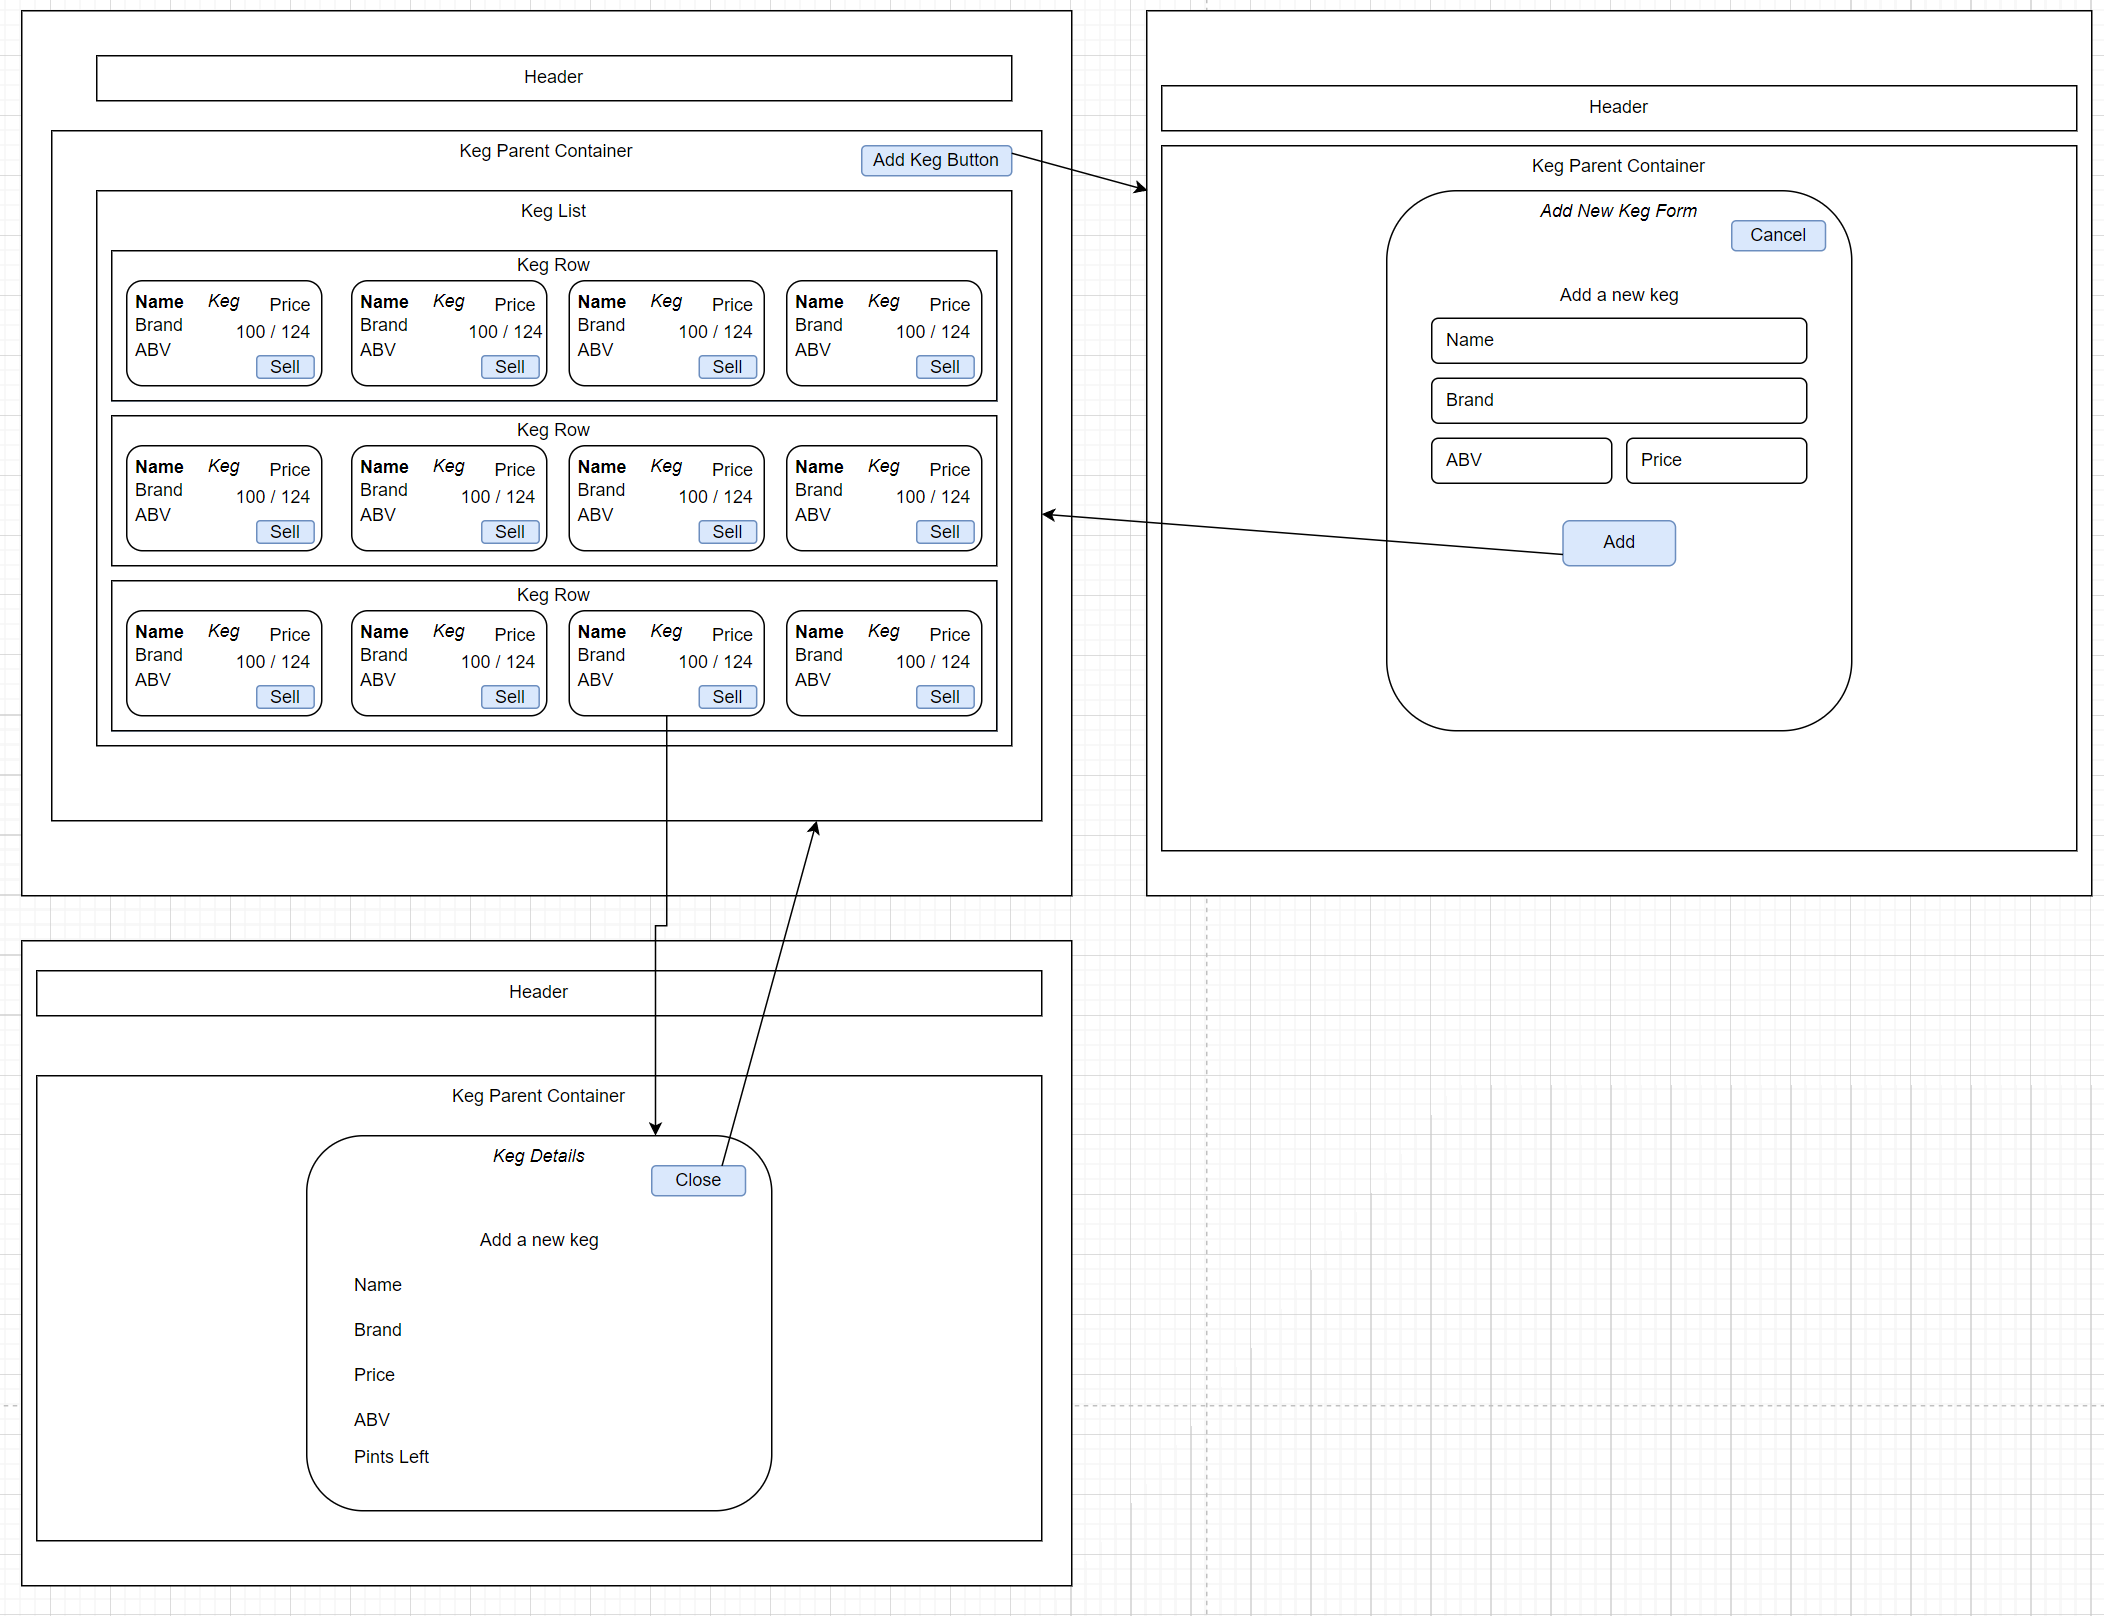 Header
Keg Parent Container
Add Keg Button
Keg List
Keg Row
Name Keg Price
Brand 100 / 124
ABV
Sell
Name Keg Price
Brand 100 / 124
ABV
Sell
Name Keg Price
Brand 100 / 124
ABV
Sell
Name Keg Price
Brand 100 / 124
ABV
Sell
Keg Row
Name Keg Price
Brand 100 / 124
ABV
Sell
Name Keg Price
Brand 100 / 124
ABV
Sell
Name Keg Price
Brand 100 / 124
ABV
Sell
Name Keg Price
Brand 100 / 124
ABV
Sell
Keg Row
Name Keg Price
Brand 100 / 124
ABV
Sell
Name Keg Price
Brand 100 / 124
ABV
Sell
Name Keg Price
Brand 100 / 124
ABV
Sell
Name Keg Price
Brand 100 / 124
ABV
Sell
Header
Keg Parent Container
Add New Keg Form
Cancel
Add a new keg
Name
Brand
ABV Price
Add
Header
Keg Parent Container
Keg Details
Close
Add a new keg
Name
Brand
Price
ABV
Pints Left